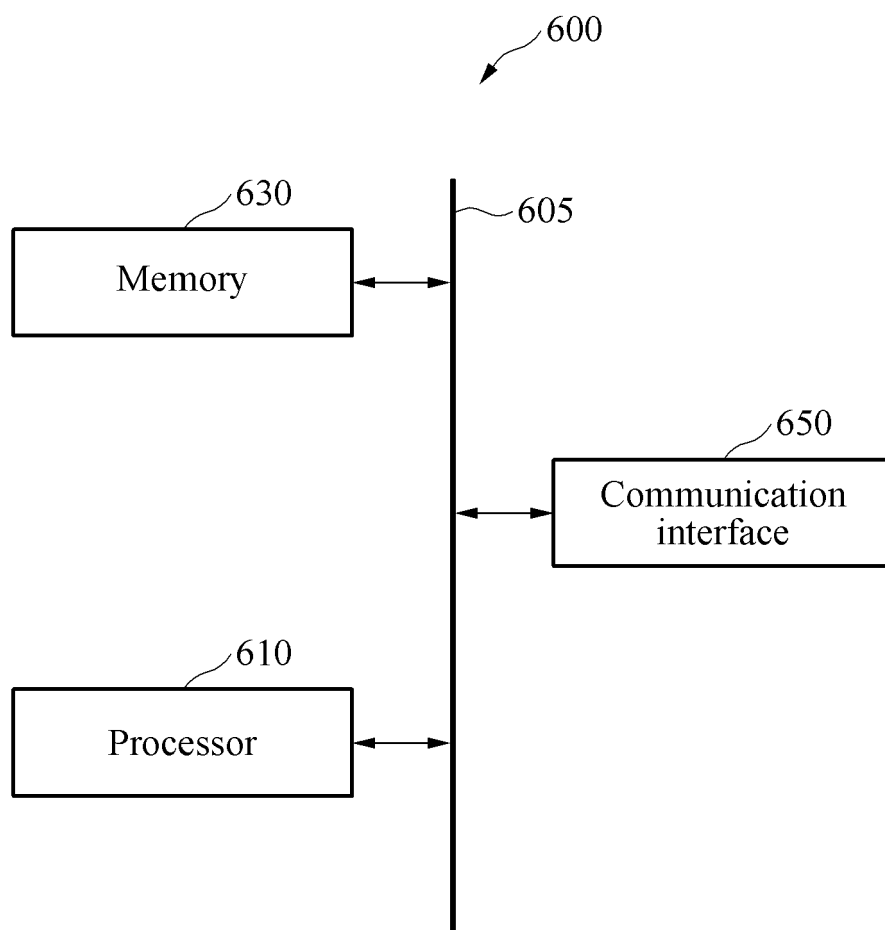 600
630
605
Memory
650
Communication
interface
610
Processor